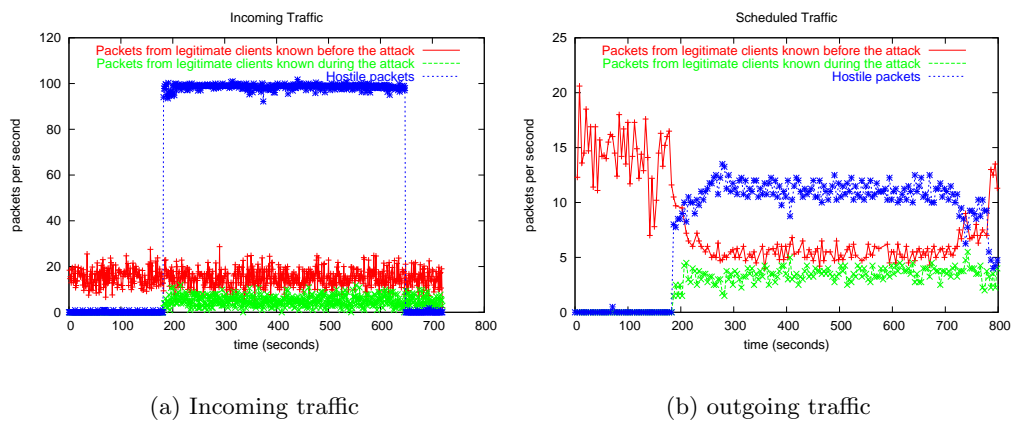 Incoming Traffic
Packets from legitimate clients known before the attack
Packets from legitimate clients known during the attack
Hostile packets
packets per second
120
100
80
60
40
20
0
0 100 200 300 400 500 600 700 800
time (seconds)
(a) Incoming traffic
Scheduled Traffic
Packets from legitimate clients known before the attack
Packets from legitimate clients known during the attack
Hostile packets
packets per second
25
20
15
10
5
0
0 100 200 300 400 500 600 700 800
time (seconds)
(b) outgoing traffic